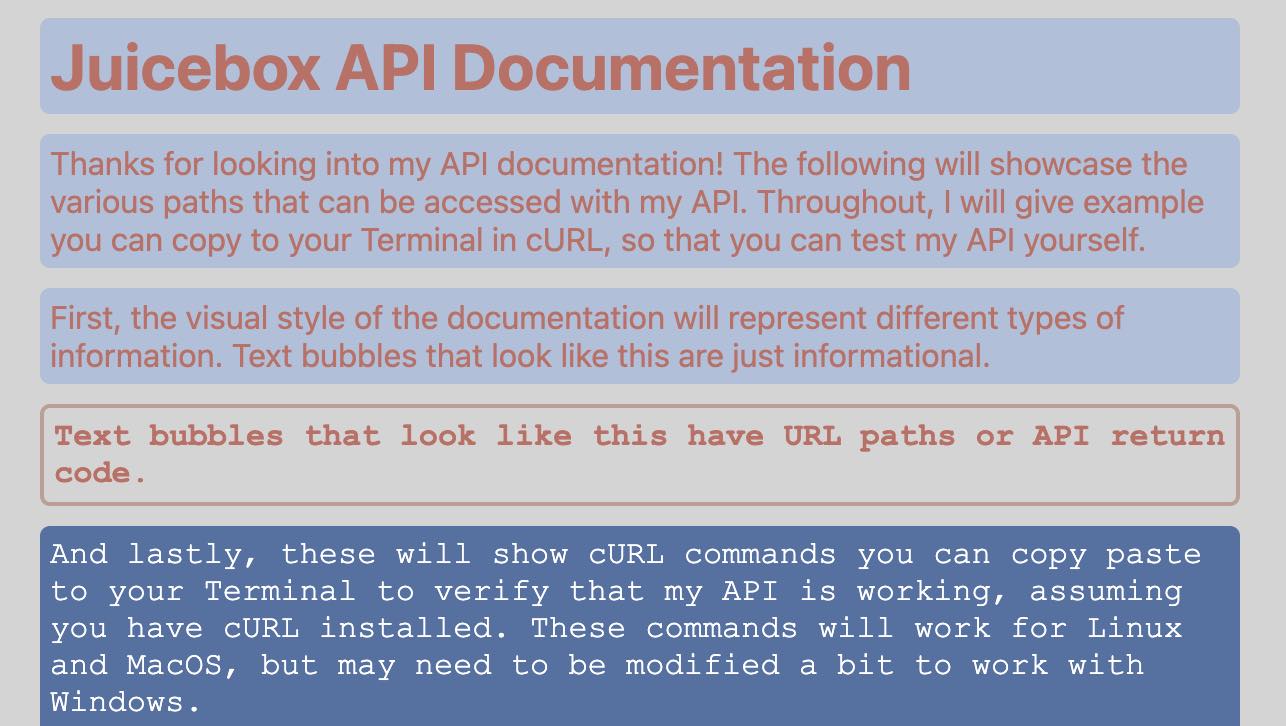 Juicebox API Documentation
Thanks for looking into my API documentation! The following will showcase the
various paths that can be accessed with my API. Throughout, I will give example
you can copy to your Terminal in cURL, so that you can test my API yourself.
First, the visual style of the documentation will represent different types of
information. Text bubbles that look like this are just informational.
Text bubbles that look like this have URL paths or API return
code.
And lastly, these will show cURL commands you can copy paste
to your Terminal to verify that my API is working, assuming
you have cURL installed. These commands will work for Linux
and MacOS, but may need to be modified a bit to work with
Windows.